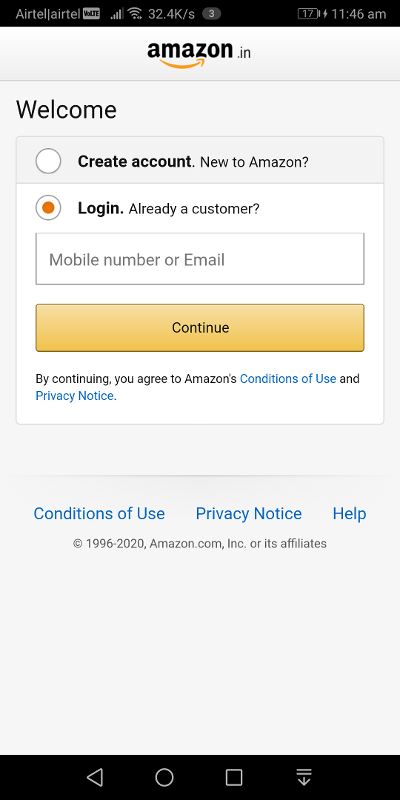 Airtel|airtel VoLTE 32.4K/s 3 17 11:46 am
amazon.in
Welcome
Create account. New to Amazon?
Login. Already a customer?
Mobile number or Email
Continue
By continuing, you agree to Amazon's Conditions of Use and
Privacy Notice.
Conditions of Use Privacy Notice Help
© 1996-2020, Amazon.com, Inc. or its affiliates